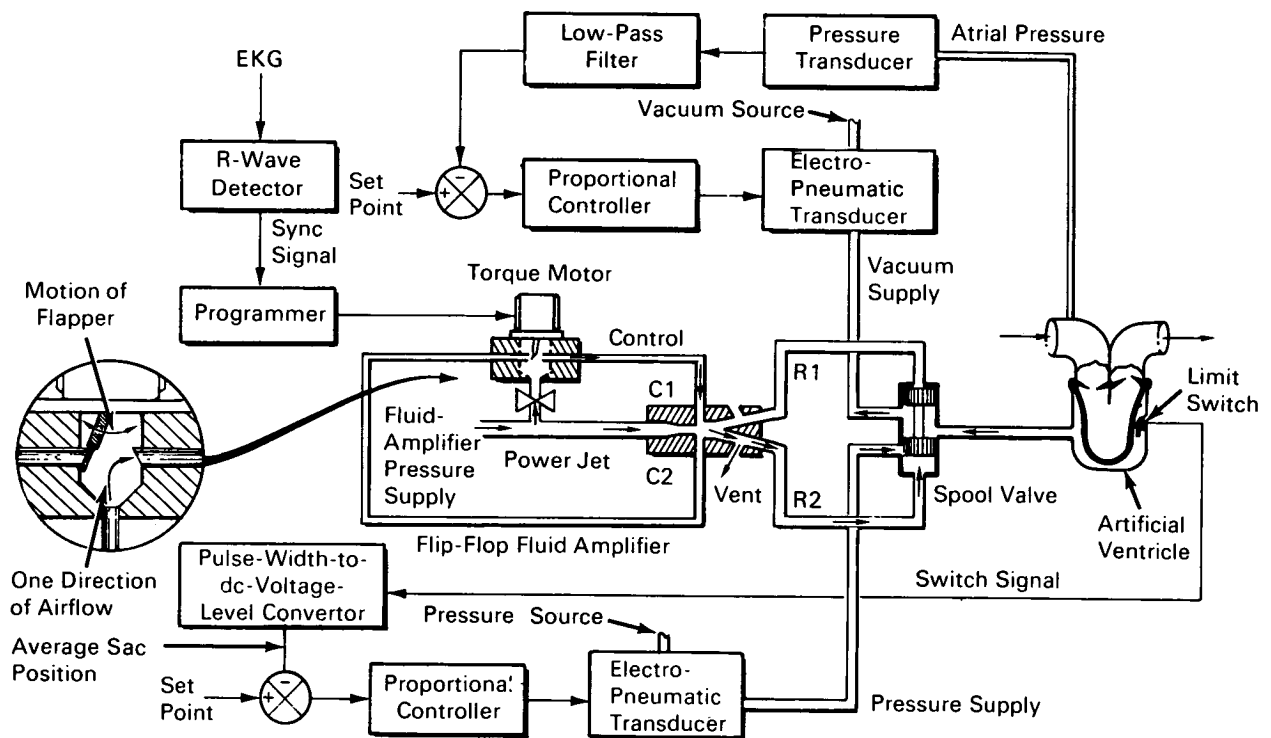 Low-Pass
Filter
Pressure
Transducer
Atrial Pressure
EKG
Vacuum Source
R-Wave
Detector
Set
Point
+
−
Proportional
Controller
Electro-
Pneumatic
Transducer
Sync
Signal
Torque Motor
Vacuum
Supply
Motion of
Flapper
Programmer
Control
C1
R1
Limit
Switch
Fluid-
Amplifier
Pressure
Supply
Power Jet
C2
Vent
R2
Spool Valve
Artificial
Ventricle
Flip-Flop Fluid Amplifier
One Direction
of Airflow
Pulse-Width-to-
dc-Voltage-
Level Convertor
Switch Signal
Pressure Source
Average Sac
Position
Set
Point
+
−
Proportional
Controller
Electro-
Pneumatic
Transducer
Pressure Supply